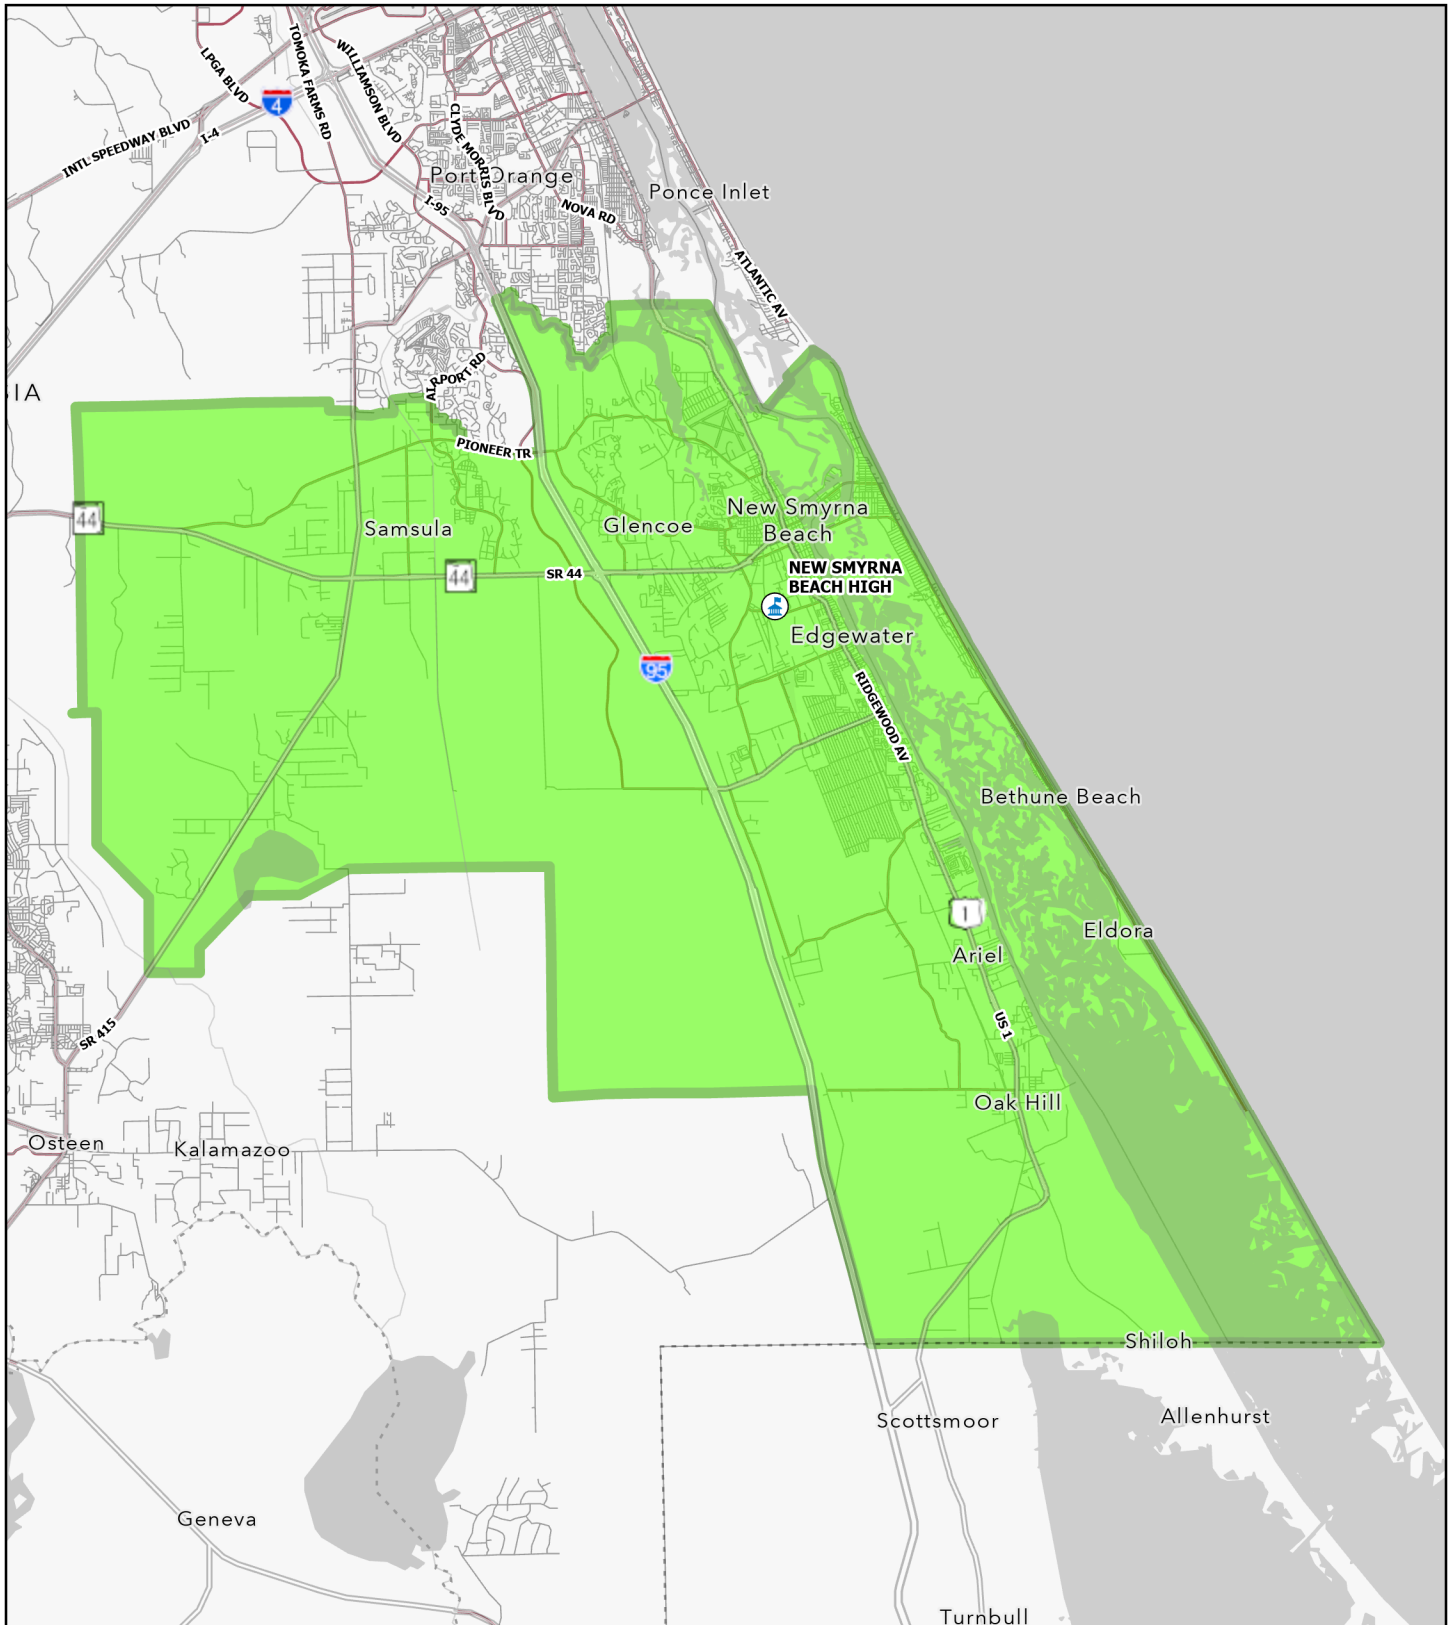 LPGA BLVD
TOMOKA FARMS RD
WILLIAMSON BLVD
4
INTL SPEEDWAY BLVD
I-4
CLYDE MORRIS BLVD
Port Orange
I-95
NOVA RD
Ponce Inlet
ATLANTIC AV
AIRPORT RD
IA
PIONEER TR
44
Samsula
Glencoe
New Smyrna
Beach
44
SR 44
NEW SMYRNA
BEACH HIGH
Edgewater
95
RIDGEWOOD AV
Bethune Beach
1
Eldora
Ariel
US 1
SR 415
Oak Hill
Osteen
Kalamazoo
Shiloh
Scottsmoor
Allenhurst
Geneva
Turnbull